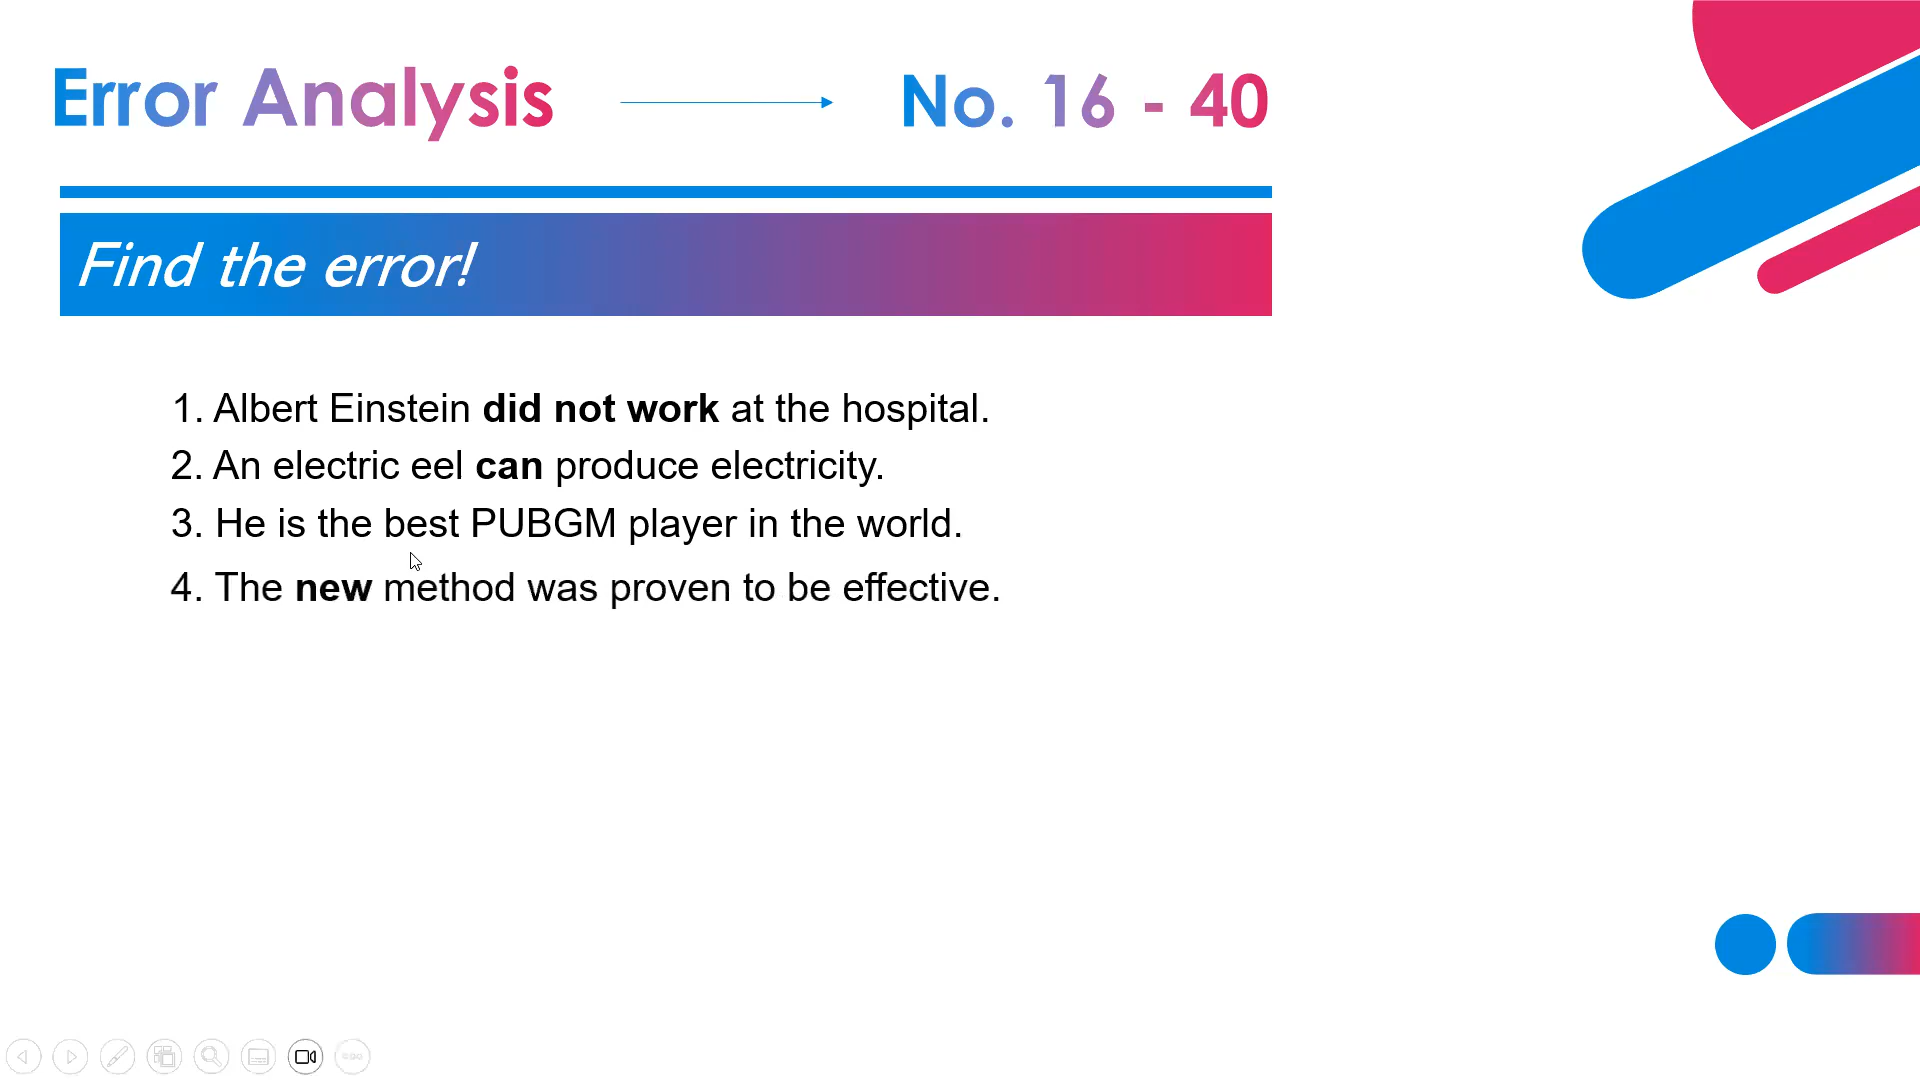 Error Analysis
No. 16 - 40
Find the error!
1. Albert Einstein did not work at the hospital.
2. An electric eel can produce electricity.
3. He is the best PUBGM player in the world.
4. The new method was proven to be effective.